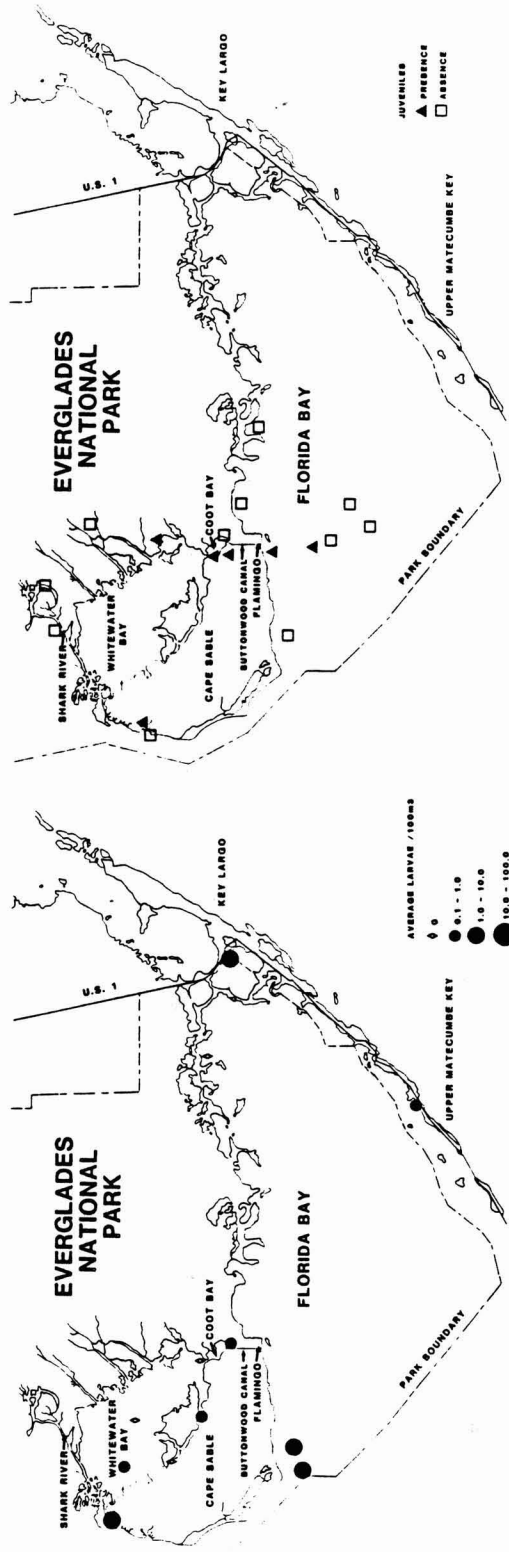 EVERGLADES
NATIONAL
PARK
U.S. 1
KEY LARGO
SHARK RIVER
WHITEWATER
BAY
COOT BAY
CAPE SABLE
BUTTONWOOD CANAL
FLAMINGO
FLORIDA BAY
PARK BOUNDARY
UPPER MATECUMBE KEY
AVERAGE LARVAE /100m3
0
0.1 - 1.0
1.0 - 10.0
10.0 - 100.0
EVERGLADES
NATIONAL
PARK
U.S. 1
KEY LARGO
SHARK RIVER
WHITEWATER
BAY
COOT BAY
CAPE SABLE
BUTTONWOOD CANAL
FLAMINGO
FLORIDA BAY
PARK BOUNDARY
UPPER MATECUMBE KEY
JUVENILES
PRESENCE
ABSENCE